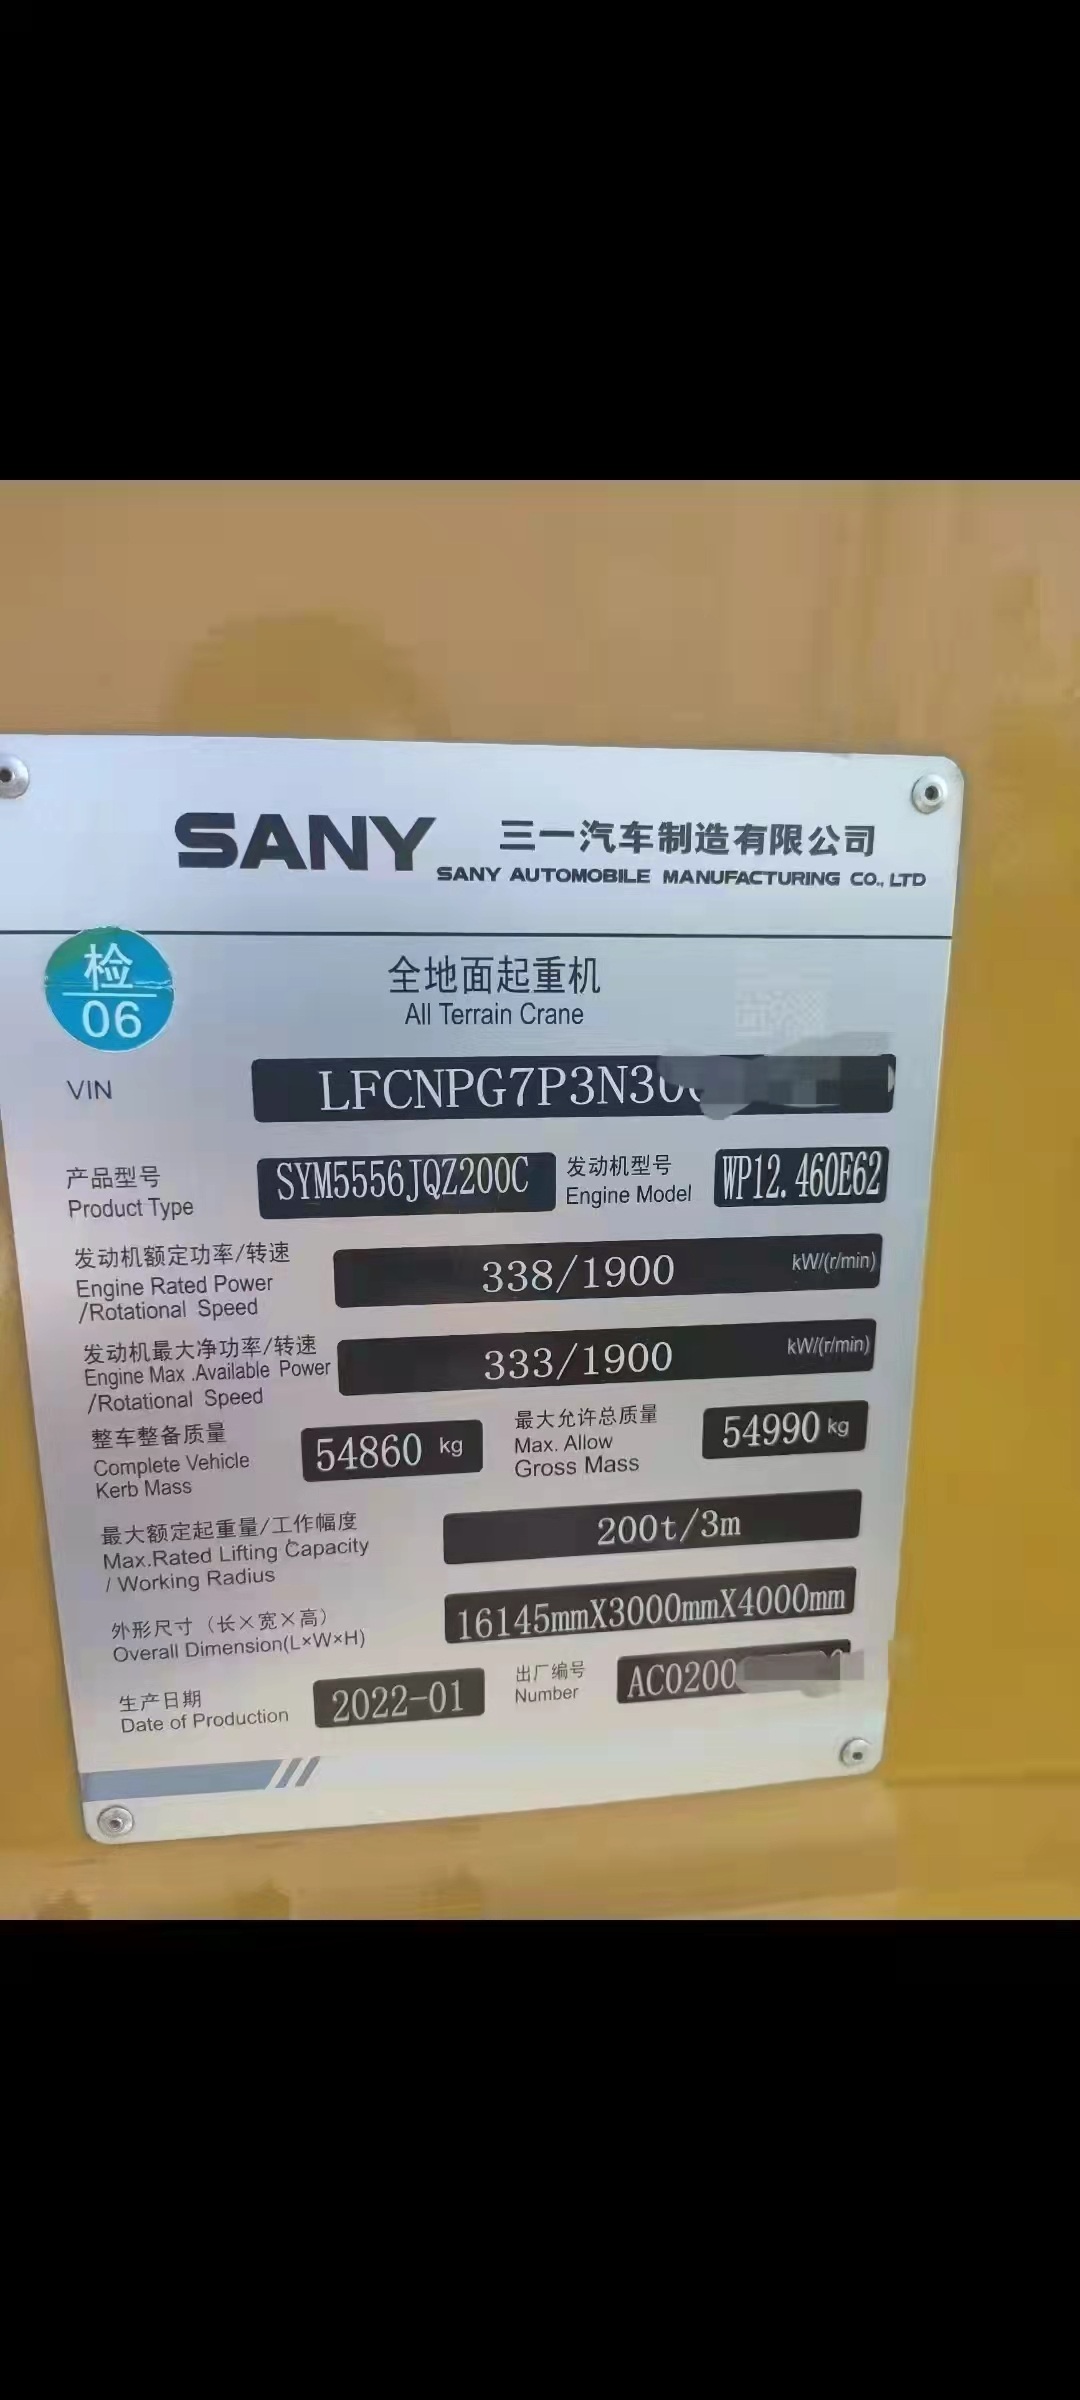 SANY 三一汽车制造有限公司
SANY AUTOMOBILE MANUFACTURING CO., LTD
检
06
全地面起重机
All Terrain Crane
VIN LFCNPG7P3N30
产品型号
Product Type
SYM5556JQZ200C
发动机型号
Engine Model
WP12.460E62
发动机额定功率/转速
Engine Rated Power
/Rotational Speed
338/1900 kW/(r/min)
发动机最大净功率/转速
Engine Max .Available Power
/Rotational Speed
333/1900 kW/(r/min)
整车整备质量
Complete Vehicle
Kerb Mass
54860 kg
最大允许总质量
Max. Allow
Gross Mass
54990 kg
最大额定起重量/工作幅度
Max.Rated Lifting Capacity
/ Working Radius
200t/3m
外形尺寸（长×宽×高）
Overall Dimension(L×W×H)
16145mmX3000mmX4000mm
生产日期
Date of Production
2022-01
出厂编号
Number
AC0200